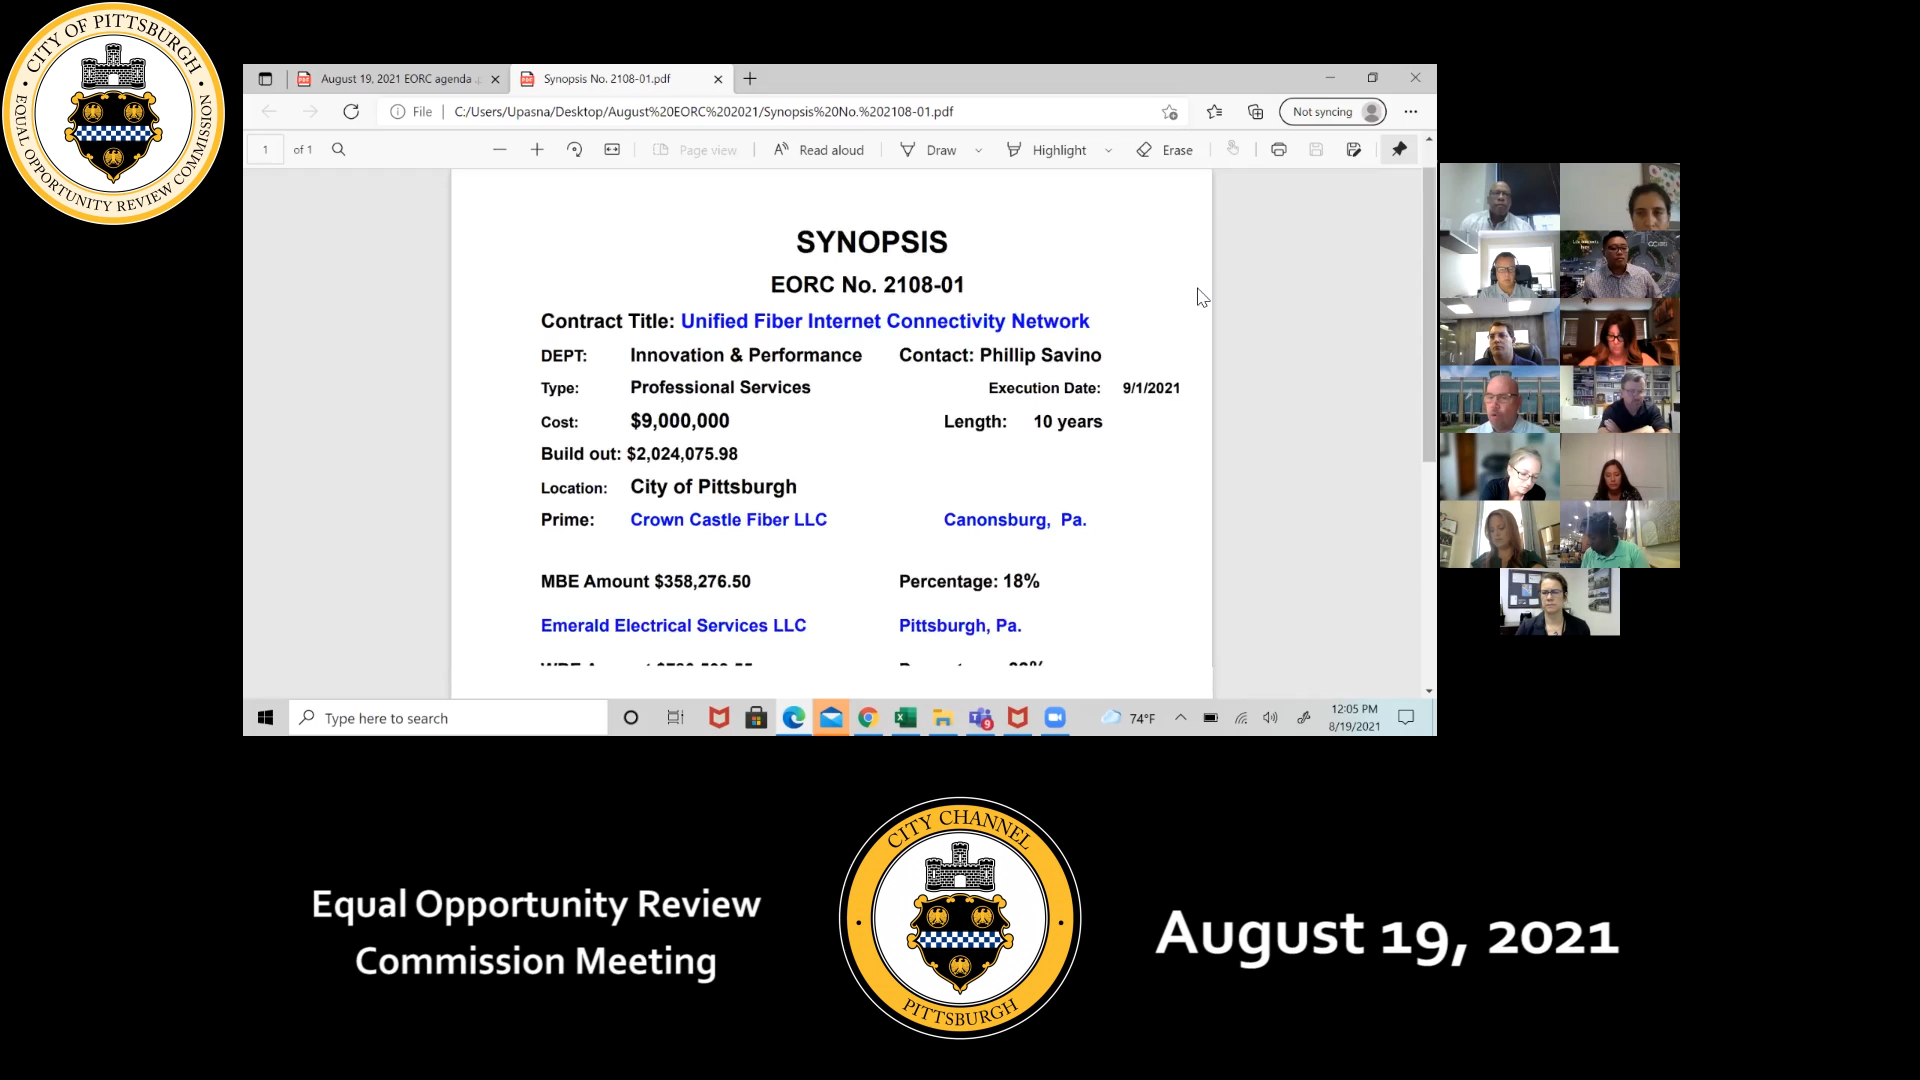 CITY OF PITTSBURGH
EQUAL OPPORTUNITY REVIEW COMMISSION
August 19, 2021 EORC agenda
Synopsis No. 2108-01.pdf
File
C:/Users/Upasna/Desktop/August%20EORC%202021/Synopsis%20No.%202108-01.pdf
Not syncing
1 of 1
Page view
Read aloud
Draw
Highlight
Erase
SYNOPSIS
EORC No. 2108-01
Contract Title: Unified Fiber Internet Connectivity Network
DEPT: Innovation & Performance Contact: Phillip Savino
Type: Professional Services Execution Date: 9/1/2021
Cost: $9,000,000 Length: 10 years
Build out: $2,024,075.98
Location: City of Pittsburgh
Prime: Crown Castle Fiber LLC Canonsburg, Pa.
MBE Amount $358,276.50 Percentage: 18%
Emerald Electrical Services LLC Pittsburgh, Pa.
Type here to search
9
74°F
12:05 PM
8/19/2021
Equal Opportunity Review
Commission Meeting
CITY CHANNEL
PITTSBURGH
August 19, 2021